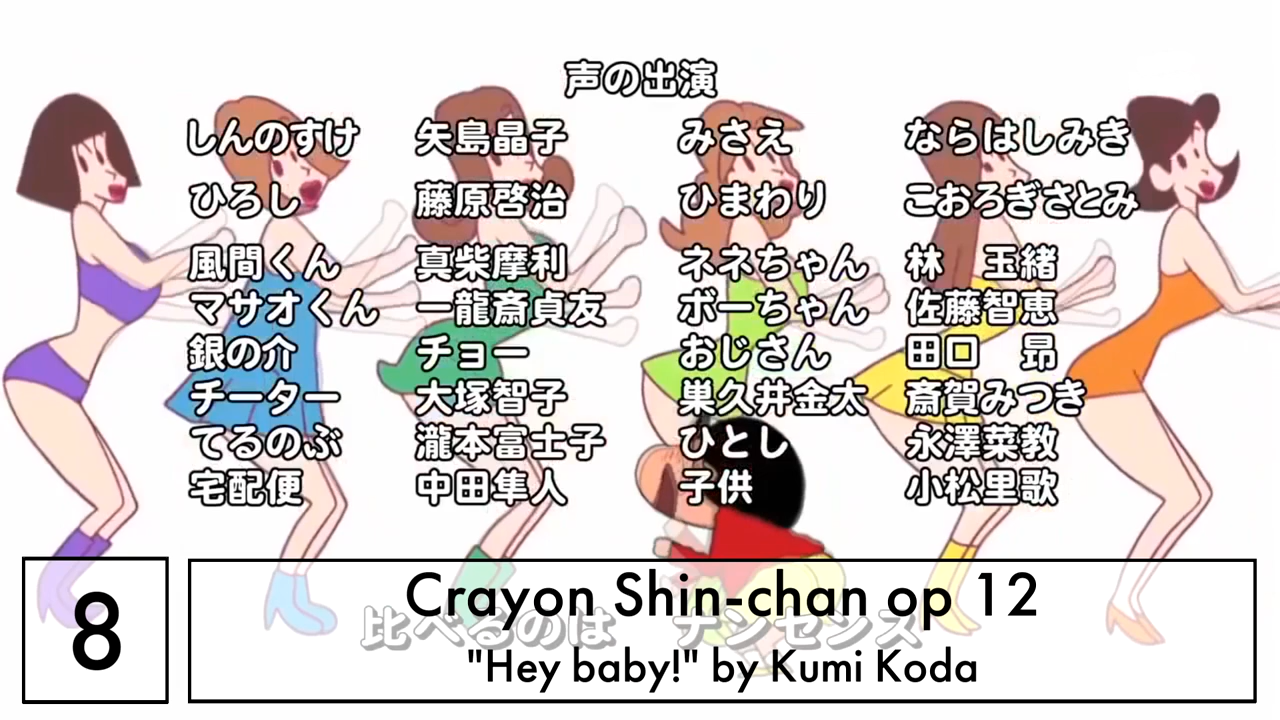 声の出演
しんのすけ 矢島晶子 みさえ ならはしみき
ひろし 藤原啓治 ひまわり こおろぎさとみ
風間くん 真柴摩利 ネネちゃん 林 玉緒
マサオくん 一龍斎貞友 ボーちゃん 佐藤智恵
銀の介 チョー おじさん 田口 昂
チーター 大塚智子 巣久井金太 斎賀みつき
てるのぶ 瀧本富士子 ひとし 永澤菜教
宅配便 中田隼人 子供 小松里歌
8
Crayon Shin-chan op 12
比べるのは ナンセンス
"Hey baby!" by Kumi Koda